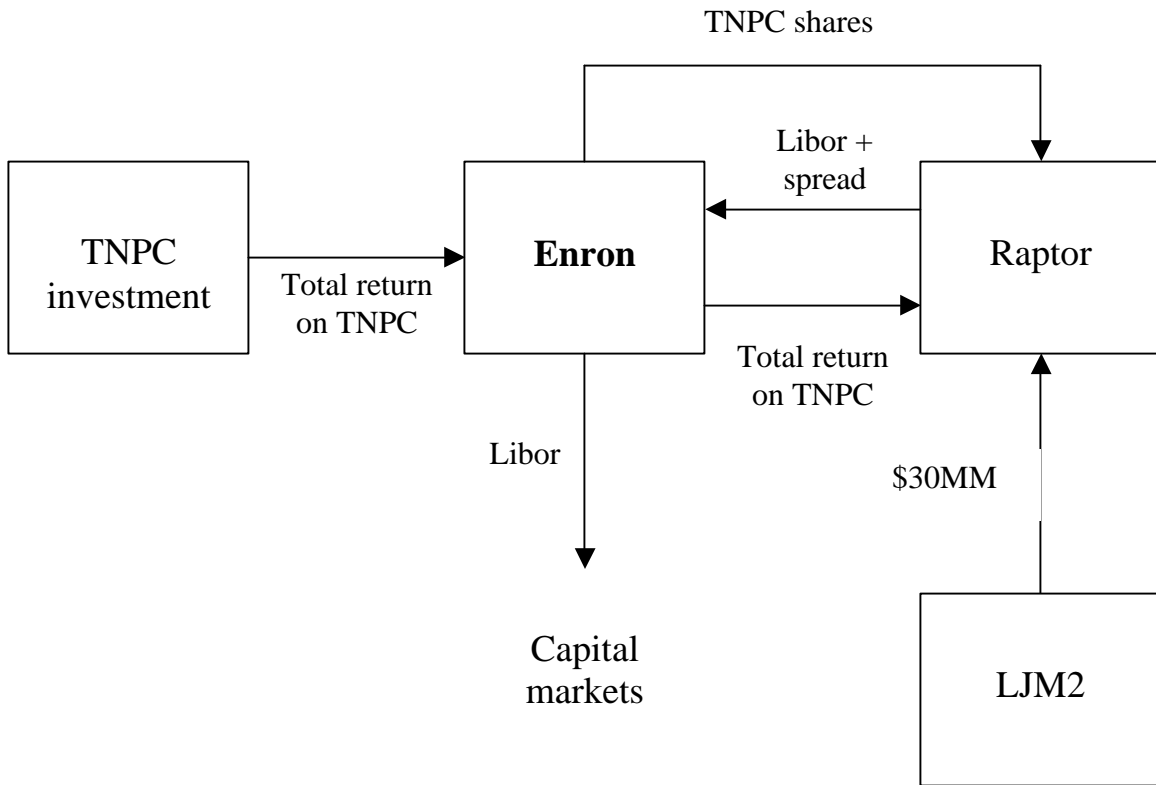 TNPC shares
Libor +
spread
TNPC
investment
Total return
on TNPC
Enron
Raptor
Total return
on TNPC
Libor
$30MM
Capital
markets
LJM2